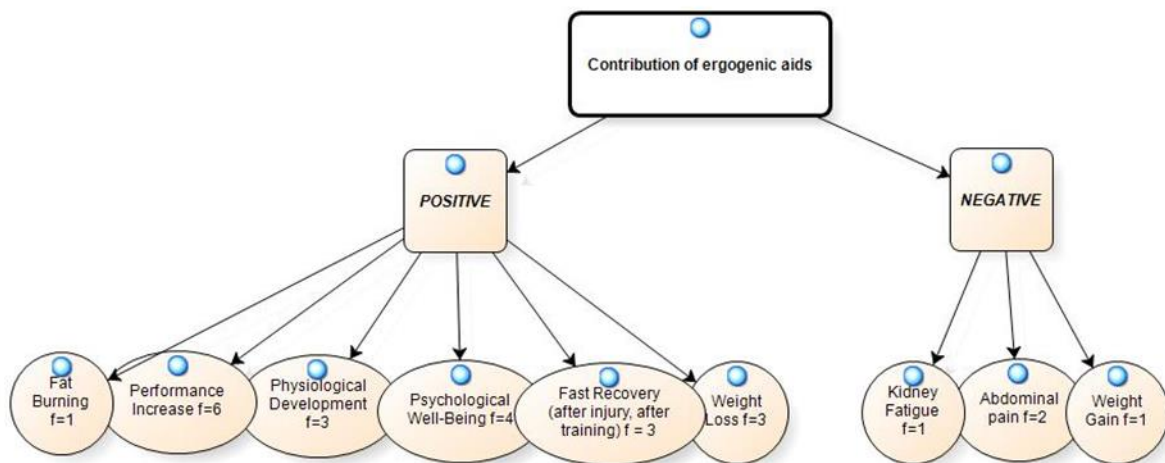 Contribution of ergogenic aids
POSITIVE
NEGATIVE
Fat
Burning
f=1
Performance
Increase f=6
Physiological
Development
f=3
Psychological
Well-Being f=4
Fast Recovery
(after injury, after
training) f = 3
Weight
Loss f=3
Kidney
Fatigue
f=1
Abdominal
pain f=2
Weight
Gain f=1